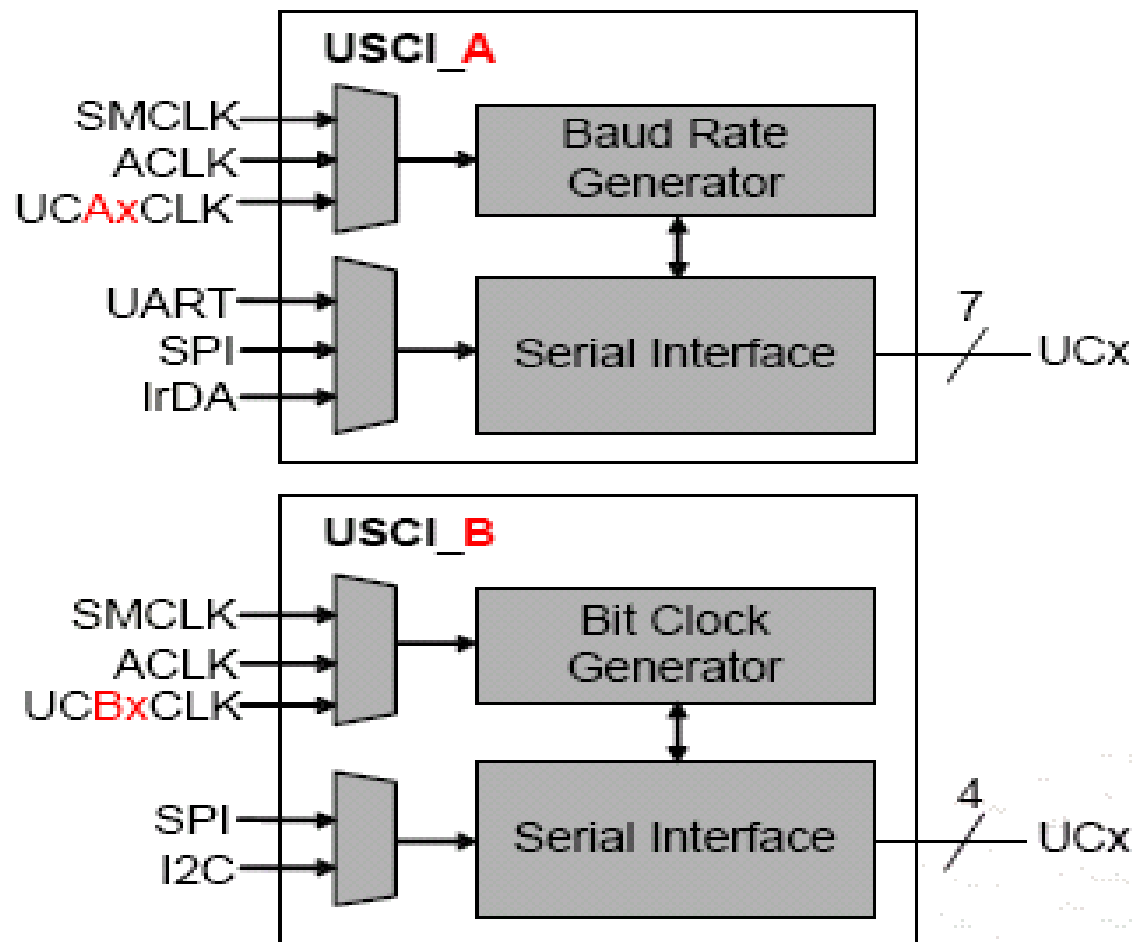 USCI_A
SMCLK
ACLK
UCAxCLK
Baud Rate
Generator
UART
SPI
IrDA
Serial Interface
7
UCx
USCI_B
SMCLK
ACLK
UCBxCLK
Bit Clock
Generator
SPI
I2C
Serial Interface
4
UCx